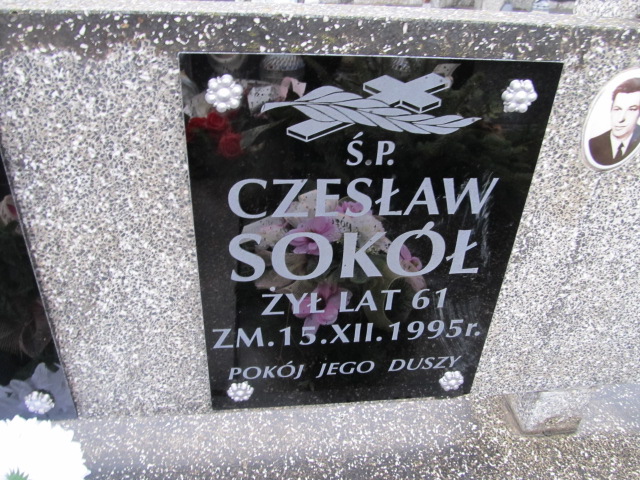 Ś.P.
CZESŁAW
SOKÓŁ
ŻYŁ LAT 61
ZM.15.XII.1995r.
POKÓJ JEGO DUSZY